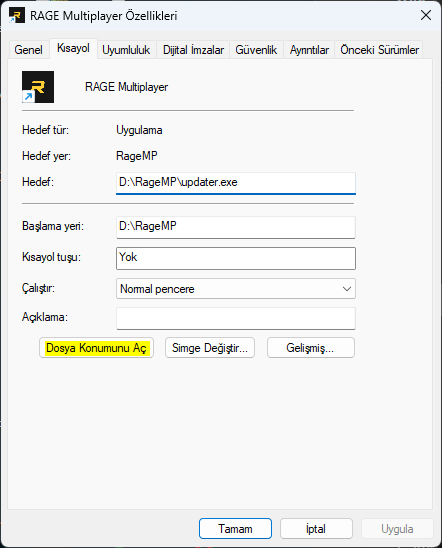 RAGE Multiplayer Özellikleri
Genel Kısayol Uyumluluk Dijital İmzalar Güvenlik Ayrıntılar Önceki Sürümler
RAGE Multiplayer
Hedef tür: Uygulama
Hedef yer: RageMP
Hedef: D:\RageMP\updater.exe
Başlama yeri: D:\RageMP
Kısayol tuşu: Yok
Çalıştır: Normal pencere
Açıklama:
Dosya Konumunu Aç Simge Değiştir... Gelişmiş...
Tamam İptal Uygula